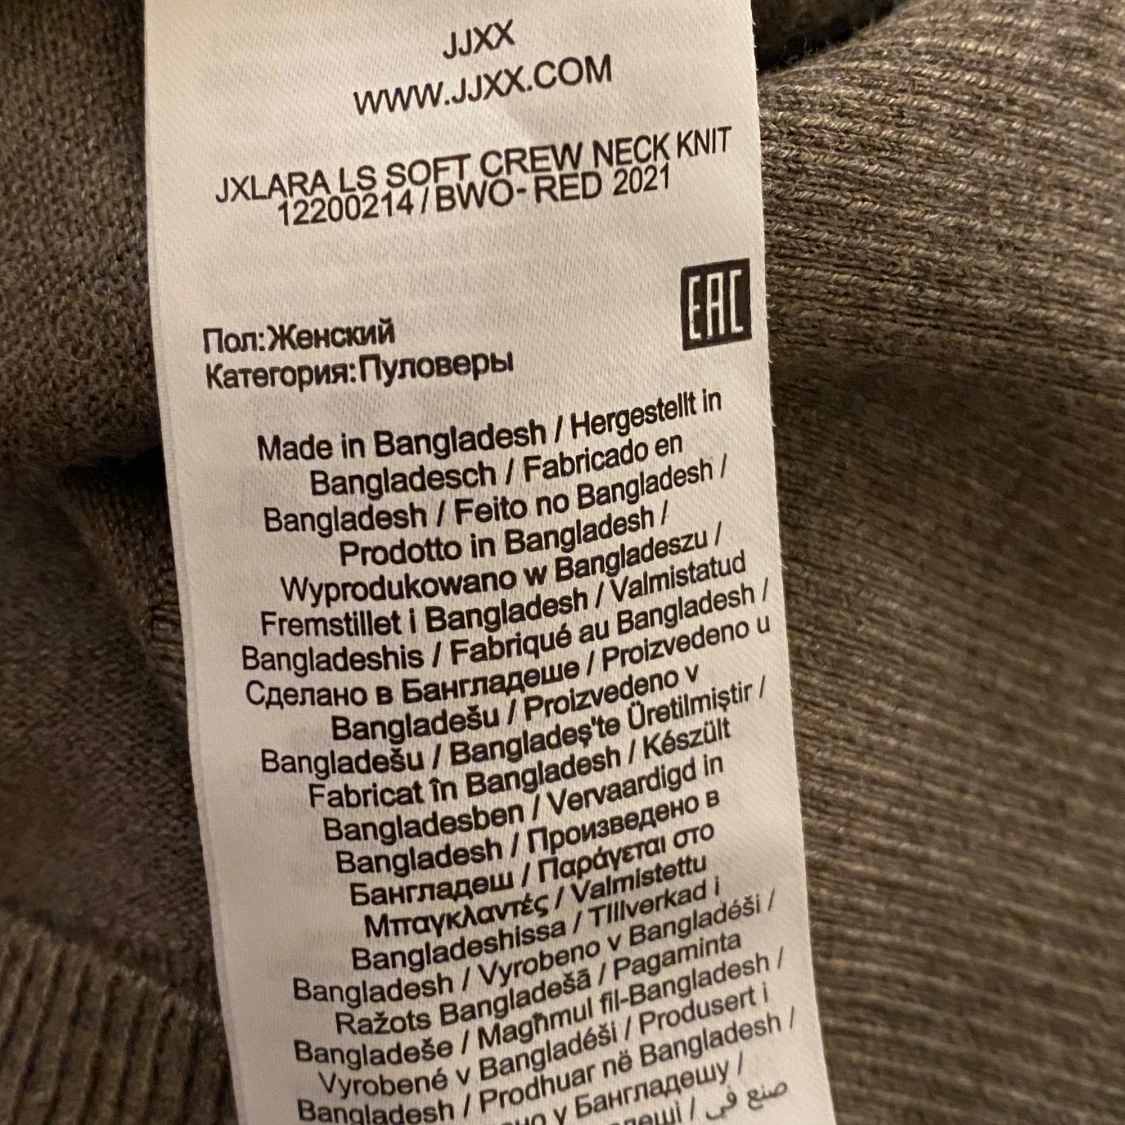 JJXX
WWW.JJXX.COM
JXLARA LS SOFT CREW NECK KNIT
12200214 / BWO - RED 2021
EAC
Пол:Женский
Категория:Пуловеры
Made in Bangladesh / Hergestellt in
Bangladesch / Fabricado en
Bangladesh / Feito no Bangladesh /
Prodotto in Bangladesh /
Wyprodukowano w Bangladeszu /
Fremstillet i Bangladesh / Valmistatud
Bangladeshis / Fabriqué au Bangladesh /
Сделано в Бангладеше / Proizvedeno u
Bangladešu / Proizvedeno v
Bangladešu / Bangladeş'te Üretilmiştir /
Fabricat în Bangladesh / Készült
Bangladesben / Vervaardigd in
Bangladesh / Произведено в
Бангладеш / Παράγεται στο
Μπαγκλαντές / Valmistettu
Bangladeshissa / TIllverkad i
Bangladesh / Vyrobeno v Bangladéši /
Ražots Bangladešā / Pagaminta
Bangladeše / Magħmul fil-Bangladesh /
Vyrobené v Bangladéši / Produsert i
Bangladesh / Prodhuar në Bangladesh /
у Бангладешу /
/ صنع في